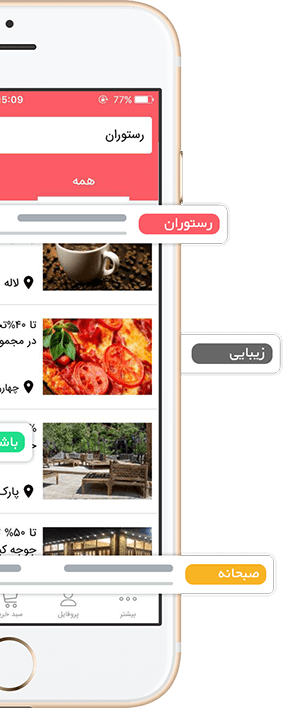 5:09
77%
رستوران
همه
رستوران
لاله
تا ۴۰%
در مجمو
زیبایی
چهار
باش
پارک
تا ۵۰%
جوجه ک
صبحانه
سبد خر
پروفایل
بیشتر